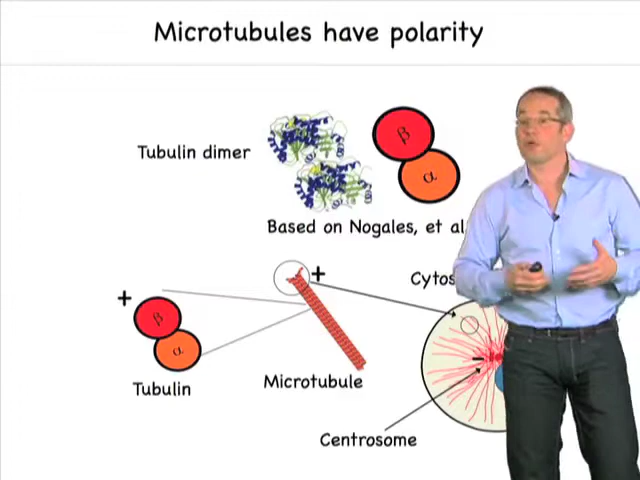 Microtubules have polarity
Tubulin dimer
β
α
Based on Nogales, et al
+
Cytos
+
β
α
Tubulin
Microtubule
-
Centrosome